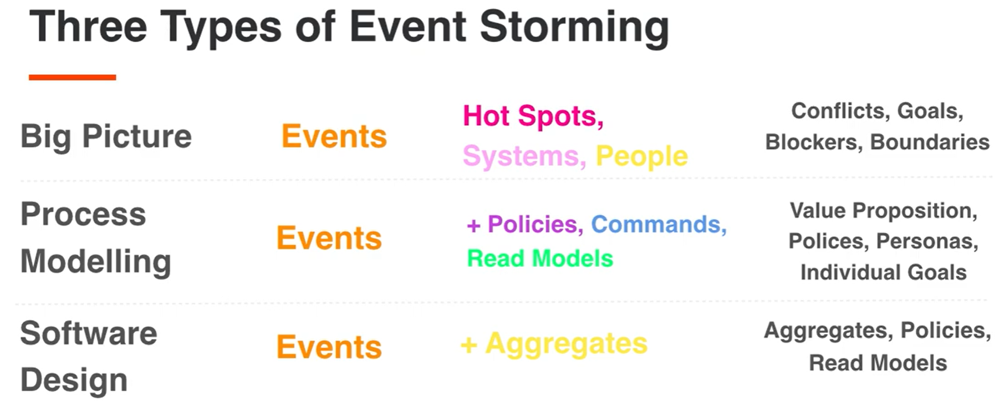 Three Types of Event Storming
Big Picture
Events
Hot Spots,
Systems, People
Conflicts, Goals,
Blockers, Boundaries
Process
Modelling
Events
+ Policies, Commands,
Read Models
Value Proposition,
Polices, Personas,
Individual Goals
Software
Design
Events
+ Aggregates
Aggregates, Policies,
Read Models